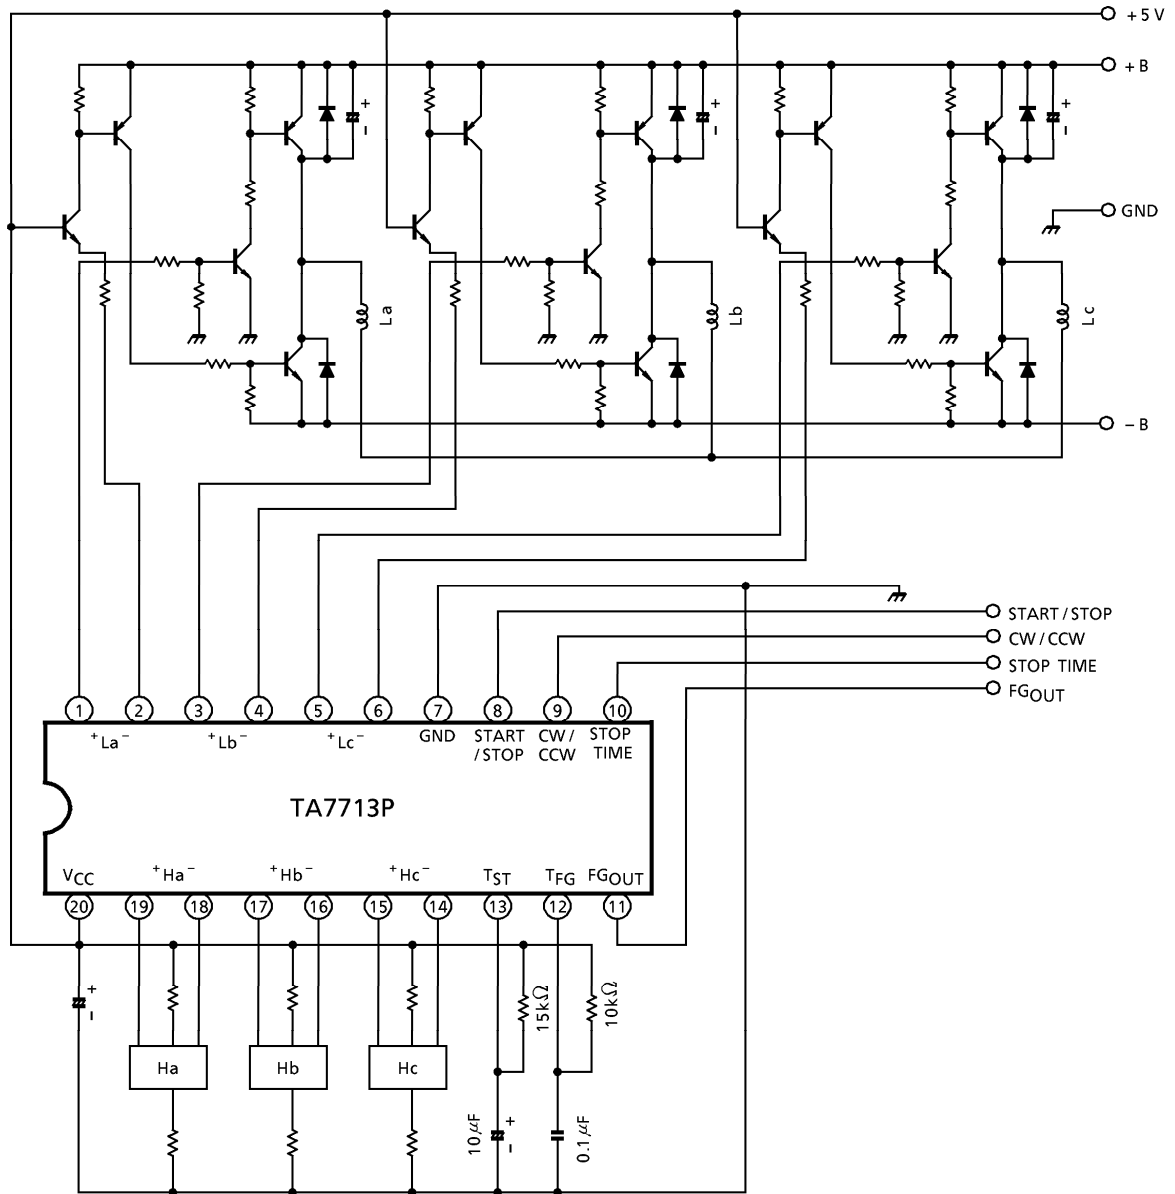 +5 V
+B
+
-
+
-
+
-
GND
La
Lb
Lc
-B
START/STOP
CW/CCW
STOP TIME
FGOUT
1 2 3 4 5 6 7 8 9 10
+La- +Lb- +Lc- GND START/STOP CW/CCW STOP TIME
TA7713P
VCC +Ha- +Hb- +Hc- TST TFG FGOUT
20 19 18 17 16 15 14 13 12 11
+
-
15kΩ
10kΩ
Ha Hb Hc
10μF
+
-
0.1μF